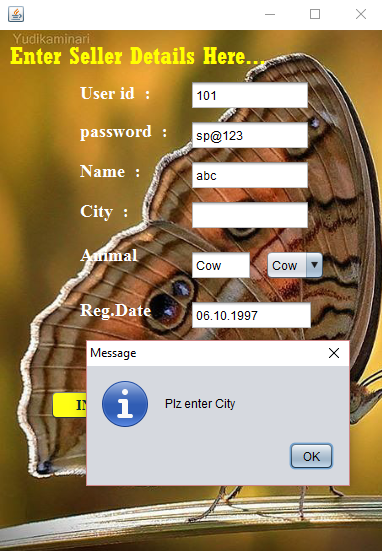 Yudikaminari
Enter Seller Details Here...
User id :
101
password :
sp@123
Name :
abc
City :
Animal
Cow
Cow
Reg.Date
06.10.1997
Message
Plz enter City
OK